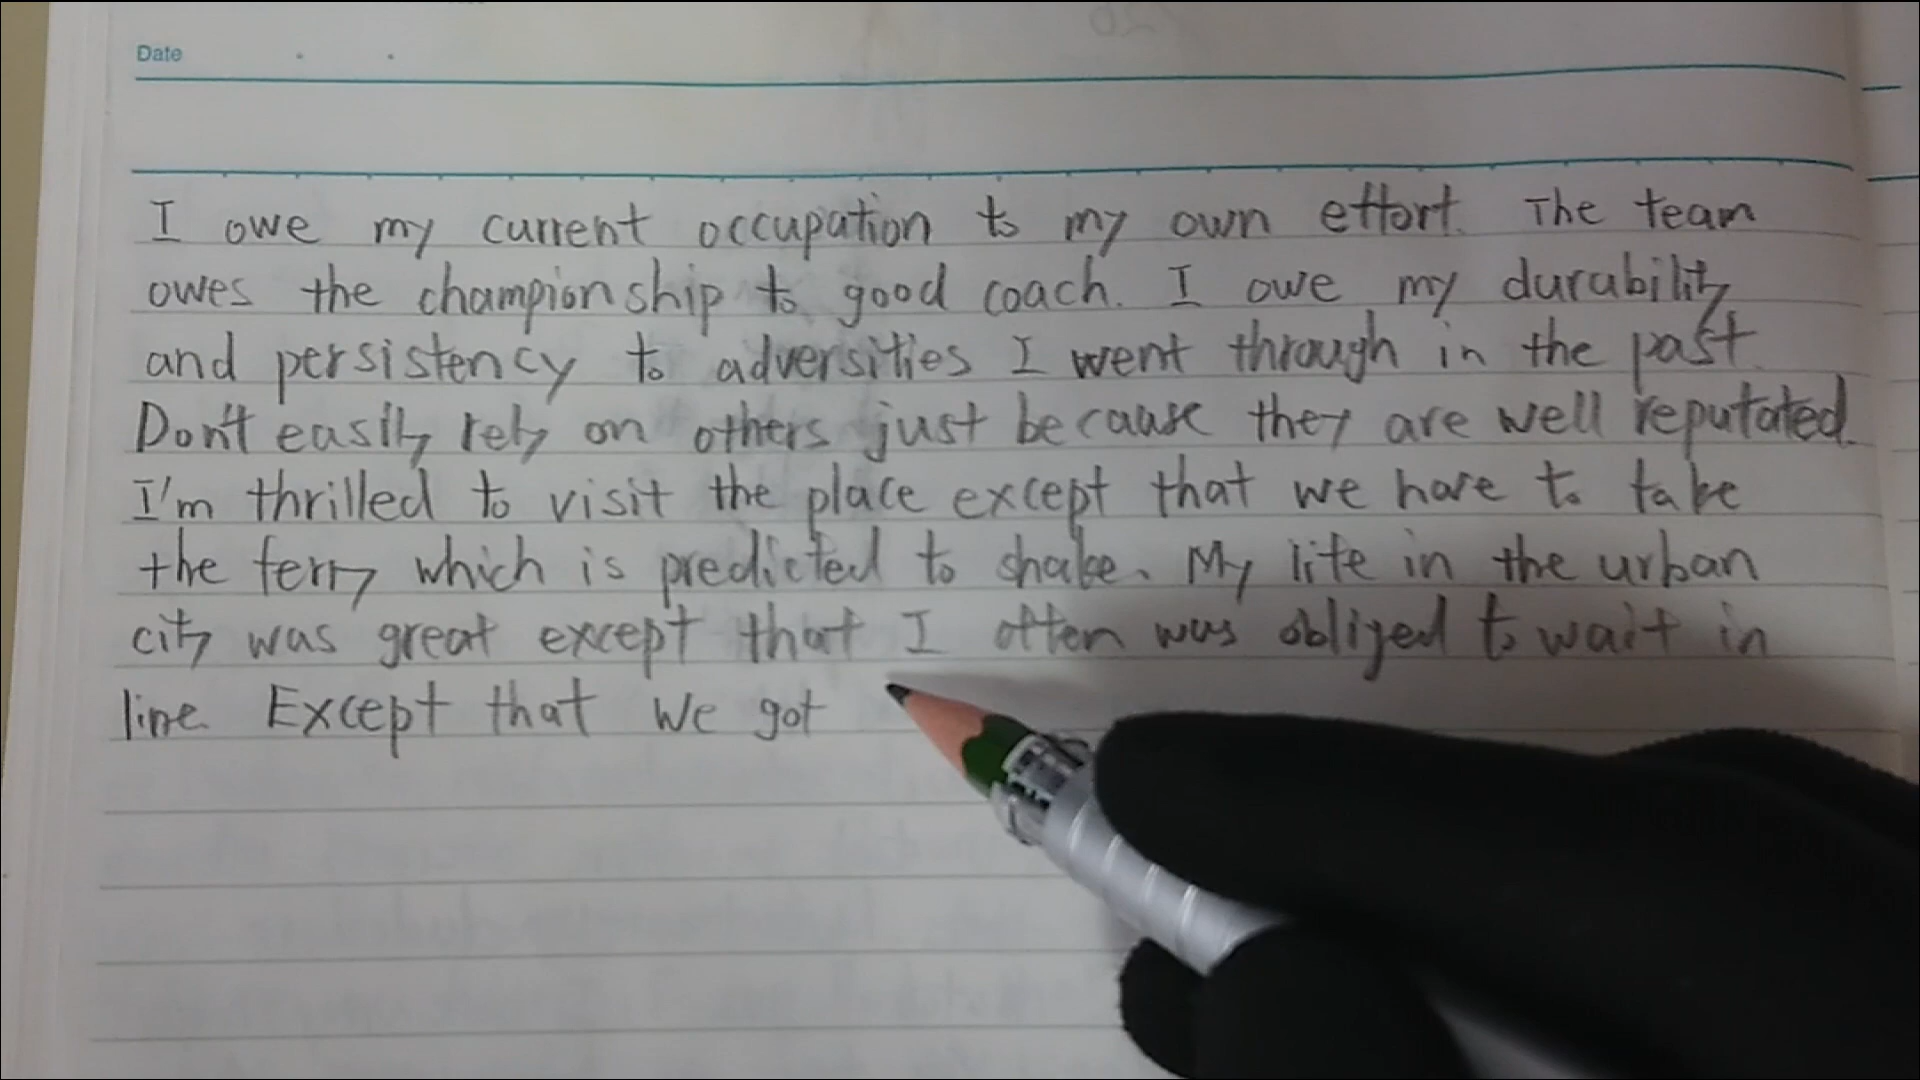 Date
I owe my current occupation to my own effort. The team
owes the championship to good coach. I owe my durability
and persistency to adversities I went through in the past.
Don't easily rely on others just because they are well reputated.
I'm thrilled to visit the place except that we have to take
the ferry which is predicted to shake. My life in the urban
city was great except that I often was obliged to wait in
line. Except that we got